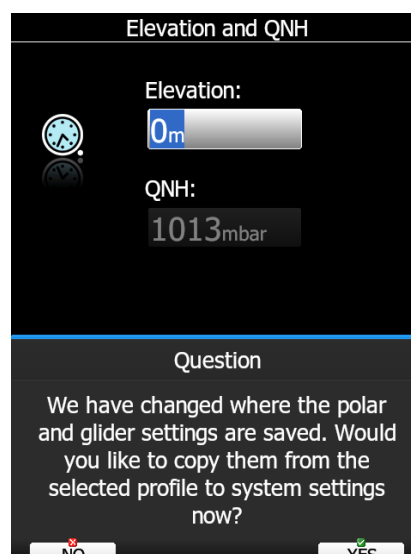 Elevation and QNH
Elevation:
0m
QNH:
1013mbar
Question
We have changed where the polar
and glider settings are saved. Would
you like to copy them from the
selected profile to system settings
now?
NO YES